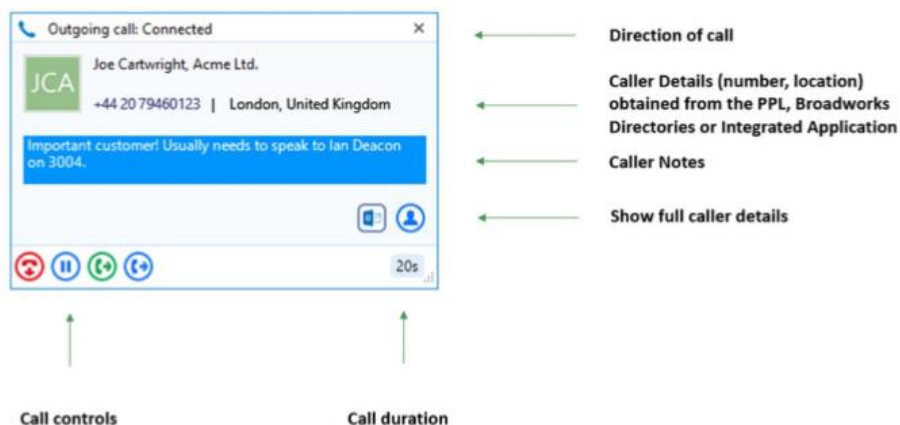 Outgoing call: Connected
Direction of call
JCA
Joe Cartwright, Acme Ltd.
+44 20 79460123 | London, United Kingdom
Caller Details (number, location)
obtained from the PPL, Broadworks
Directories or Integrated Application
Important customer! Usually needs to speak to Ian Deacon
on 3004.
Caller Notes
Show full caller details
20s
Call controls
Call duration